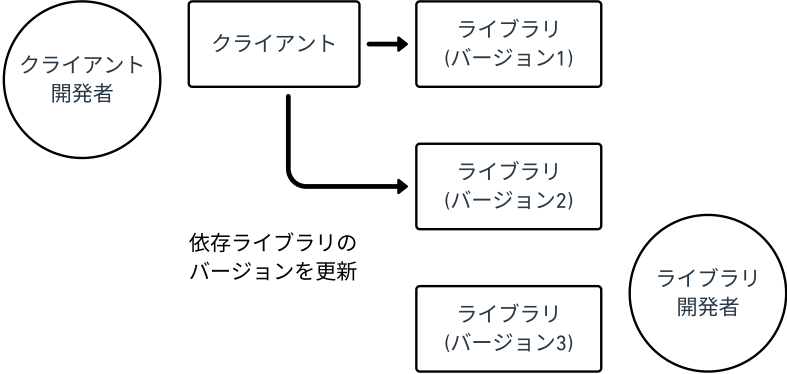 クライアント
開発者
クライアント
ライブラリ
(バージョン1)
ライブラリ
(バージョン2)
依存ライブラリの
バージョンを更新
ライブラリ
開発者
ライブラリ
(バージョン3)